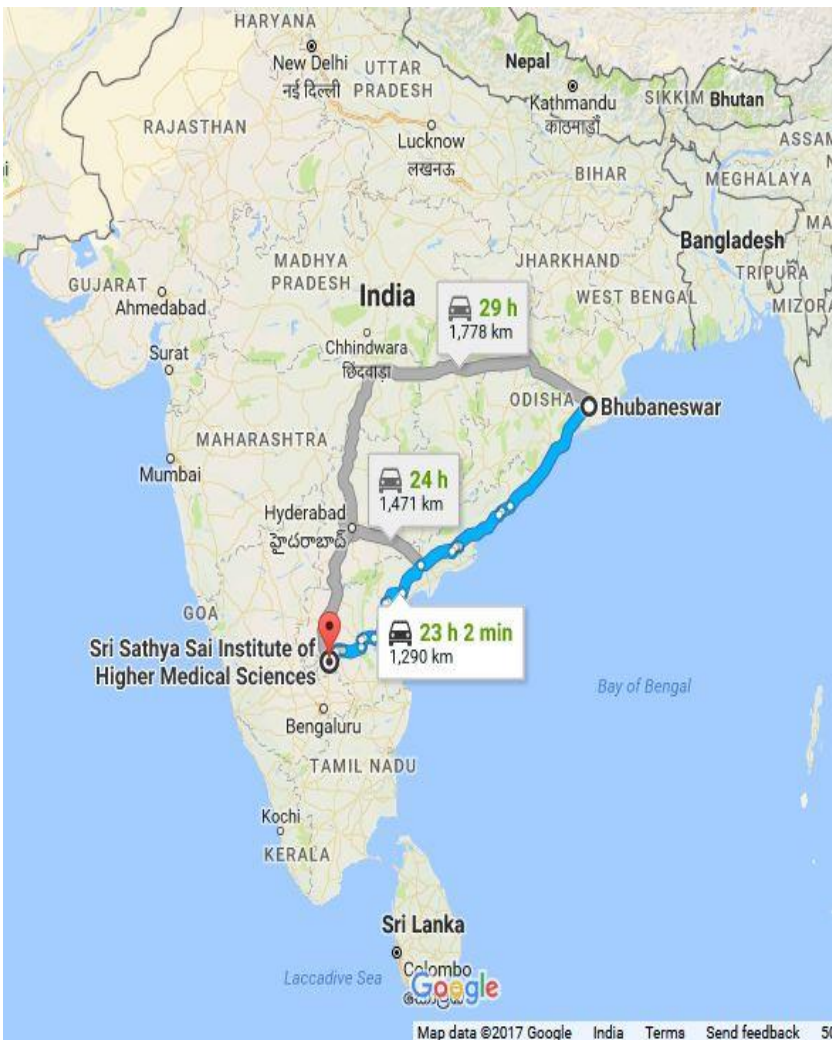 HARYANA
New Delhi
नई दिल्ली
UTTAR
PRADESH
Nepal
Kathmandu
काठमाडौँ
SIKKIM
Bhutan
ASSAM
RAJASTHAN
Lucknow
लखनऊ
BIHAR
MEGHALAYA
Bangladesh
MADHYA
PRADESH
JHARKHAND
TRIPURA
GUJARAT
Ahmedabad
India
WEST BENGAL
MIZORA
29 h
1,778 km
Surat
Chhindwara
छिंदवाड़ा
ODISHA
Bhubaneswar
MAHARASHTRA
Mumbai
24 h
1,471 km
Hyderabad
హైదరాబాద్
GOA
23 h 2 min
1,290 km
Sri Sathya Sai Institute of
Higher Medical Sciences
Bay of Bengal
Bengaluru
TAMIL NADU
Kochi
KERALA
Sri Lanka
Colombo
Laccadive Sea
Google
Map data ©2017 Google India Terms Send feedback 50